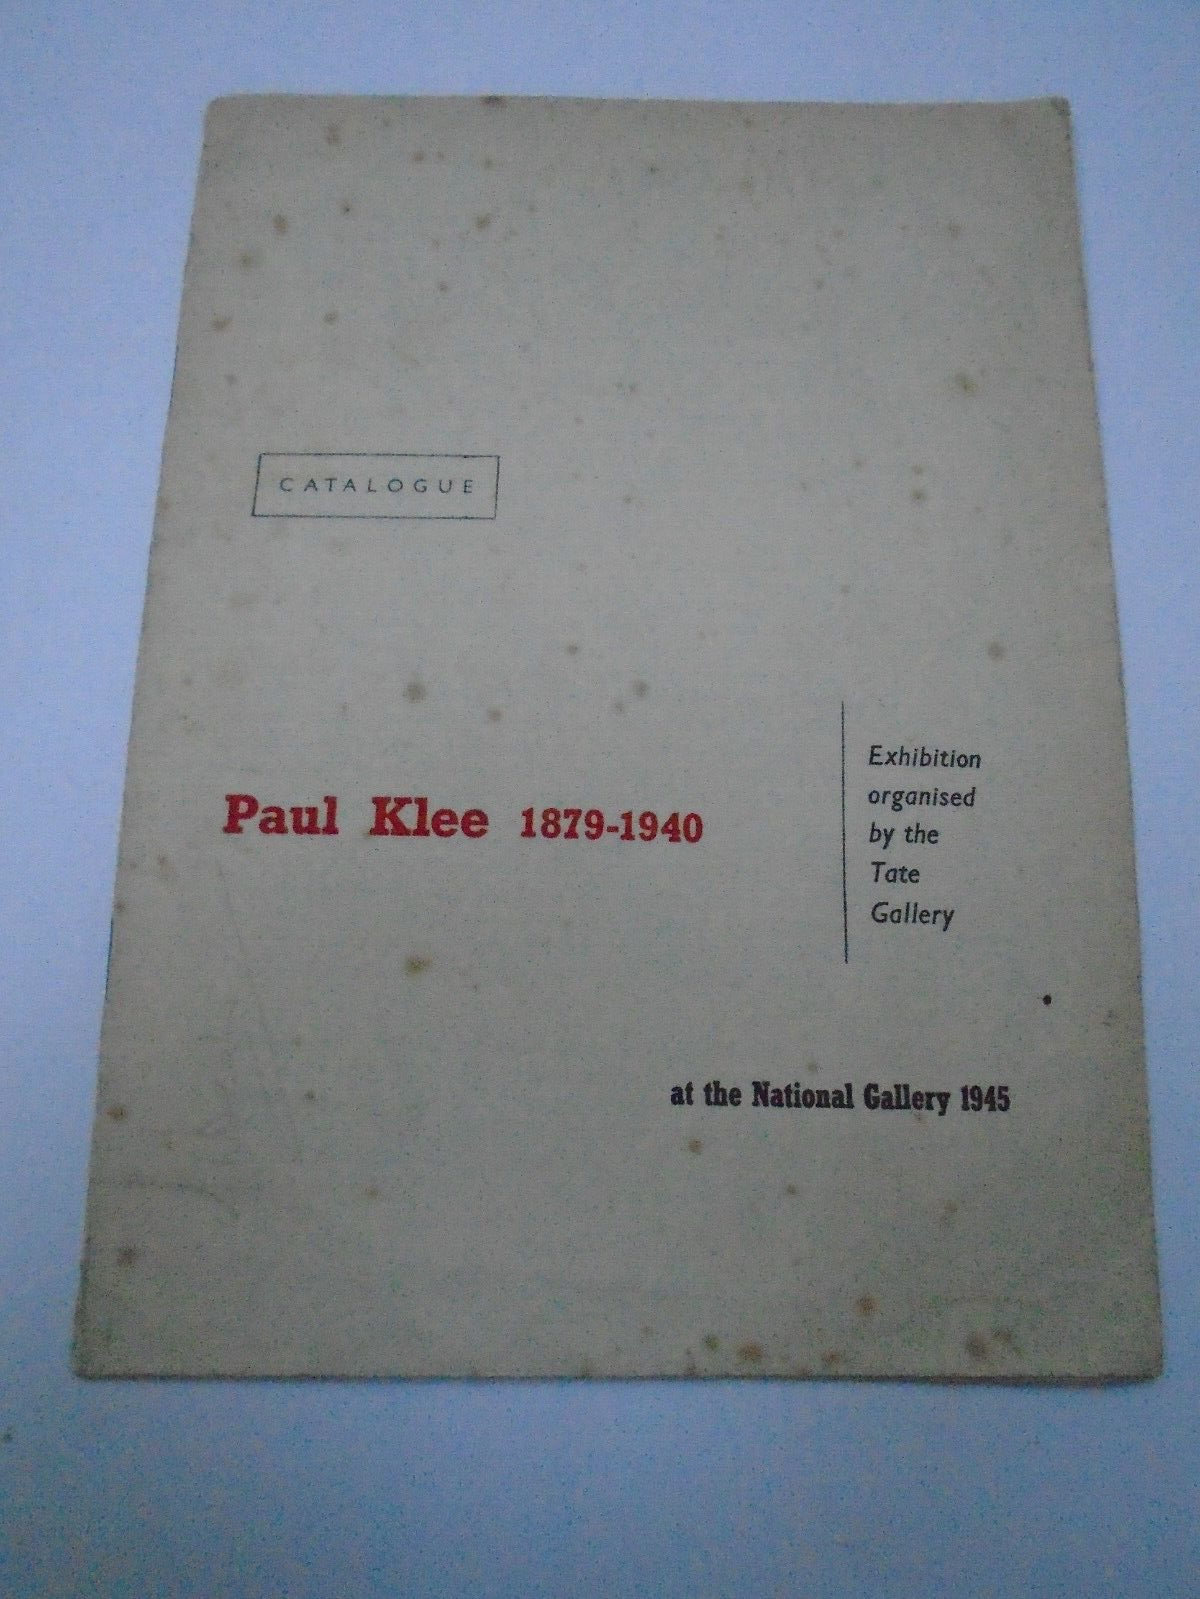 CATALOGUE
Paul Klee 1879-1940
Exhibition
organised
by the
Tate
Gallery
at the National Gallery 1945